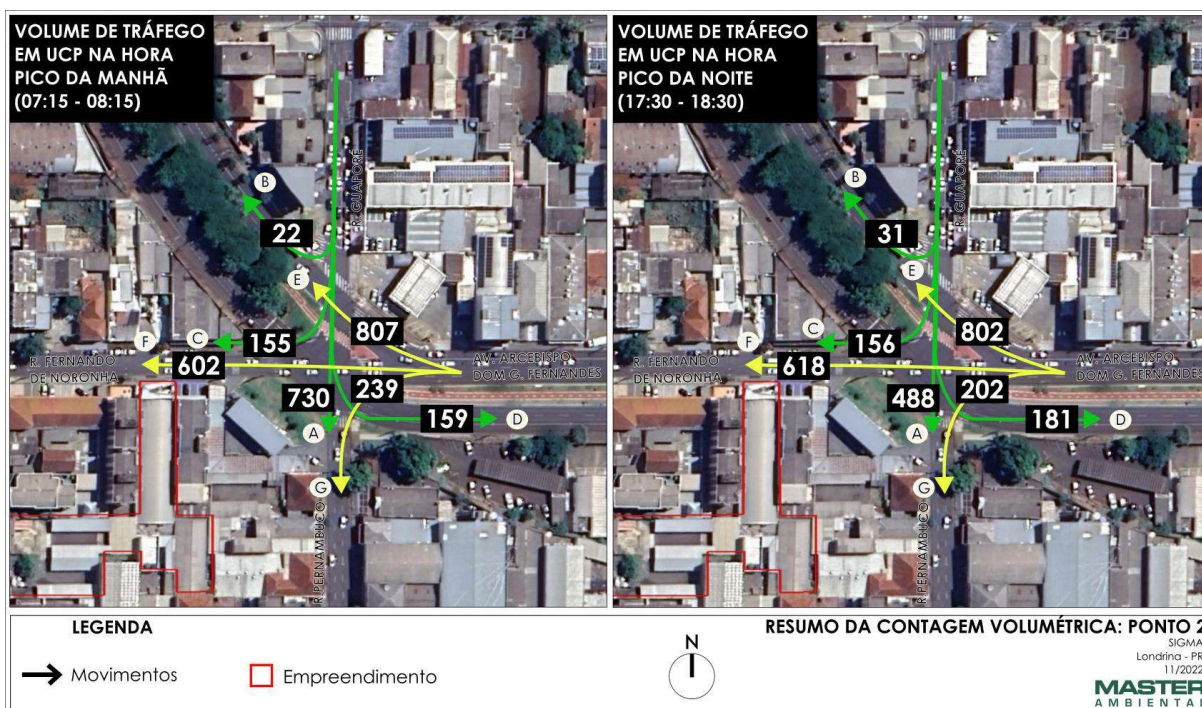 VOLUME DE TRÁFEGO
EM UCP NA HORA
PICO DA MANHÃ
(07:15 - 08:15)
R. GUAPORÉ
B
22
E
807
F
C
155
R. FERNANDO
DE NORONHA
602
AV. ARCEBISPO
DOM G. FERNANDES
239
730
159
A
D
G
R PERNAMBUCO
VOLUME DE TRÁFEGO
EM UCP NA HORA
PICO DA NOITE
(17:30 - 18:30)
R. GUAPORÉ
B
31
E
802
F
C
156
R. FERNANDO
DE NORONHA
618
AV. ARCEBISPO
DOM G. FERNANDES
202
488
181
A
D
G
R PERNAMBUCO
LEGENDA
Movimentos
Empreendimento
N
RESUMO DA CONTAGEM VOLUMÉTRICA: PONTO 2
SIGMA
Londrina - PR
11/2022
MASTER
AMBIENTAL